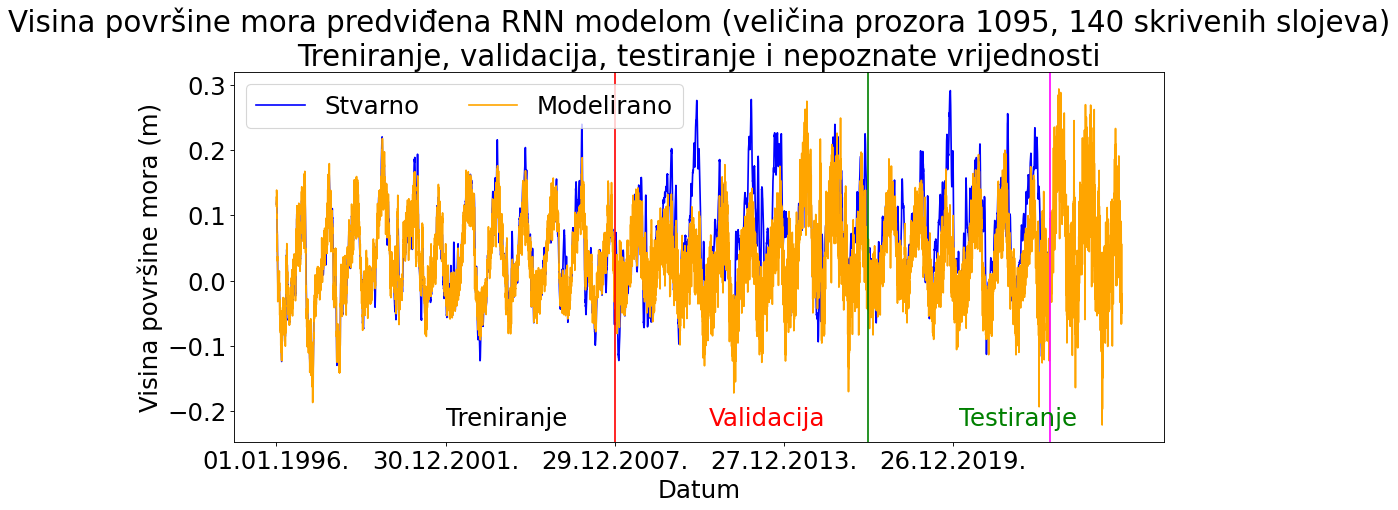 Visina površine mora predviđena RNN modelom (veličina prozora 1095, 140 skrivenih slojeva)
Treniranje, validacija, testiranje i nepoznate vrijednosti
Stvarno Modelirano
Visina površine mora (m)
0.3
0.2
0.1
0.0
−0.1
−0.2
Treniranje Validacija Testiranje
01.01.1996. 30.12.2001. 29.12.2007. 27.12.2013. 26.12.2019.
Datum